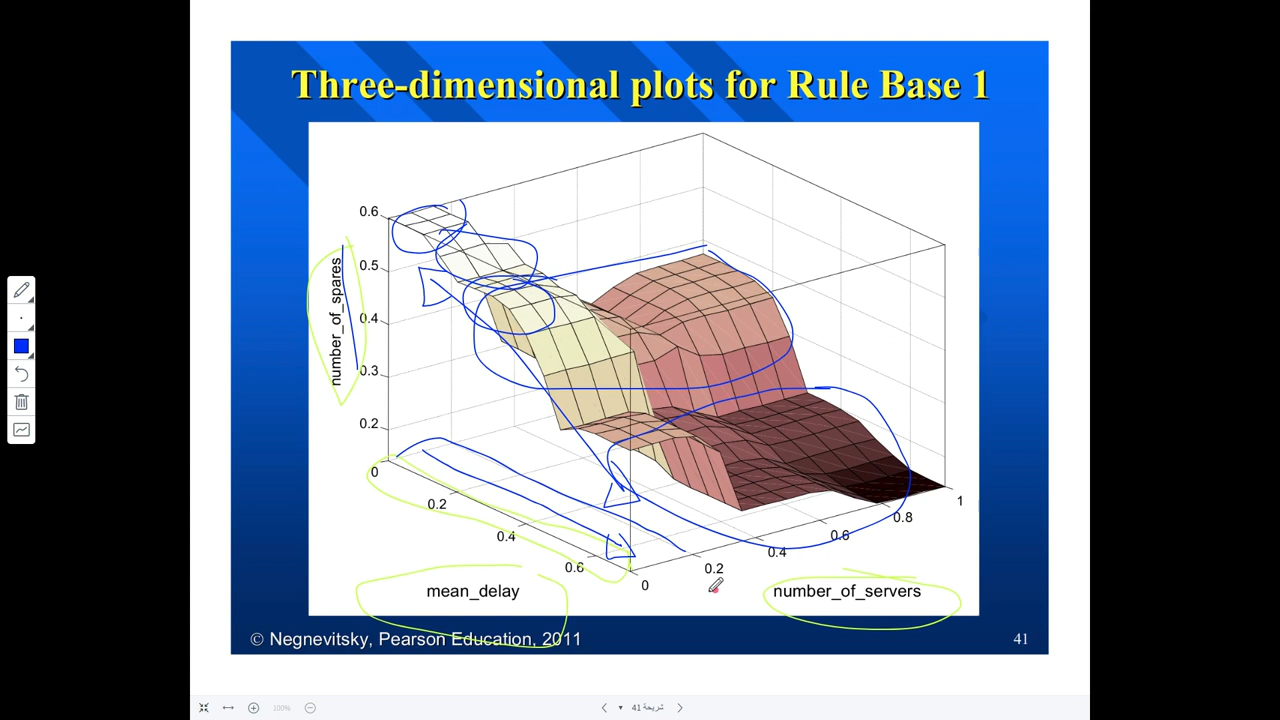 Three-dimensional plots for Rule Base 1
0.6
0.5
0.4
0.3
0.2
number_of_spares
0
0.2
0.4
0.6
mean_delay
0
0.2
0.4
0.6
0.8
1
number_of_servers
© Negnevitsky, Pearson Education, 2011
41
100%
شريحة 41